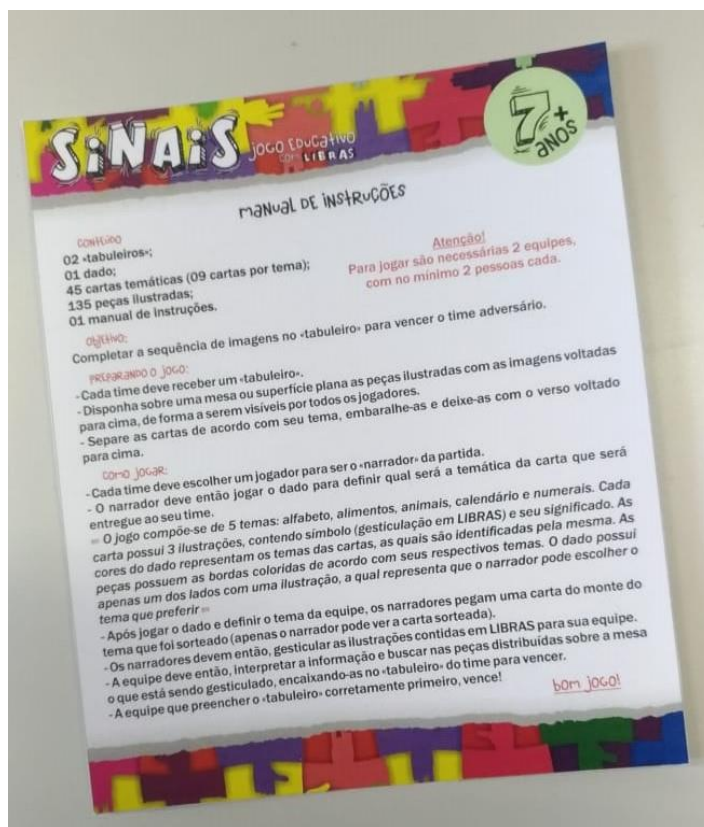 SiNAiS
JOGO EDUCATIVO
COM LIBRAS
7+
ANOS
MANUAL DE INSTRUÇÕES
CONTEÚDO
02 «tabuleiros»;
01 dado;
45 cartas temáticas (09 cartas por tema);
135 peças ilustradas;
01 manual de instruções.
Atenção!
Para jogar são necessárias 2 equipes,
com no mínimo 2 pessoas cada.
OBJETIVO:
Completar a sequência de imagens no «tabuleiro» para vencer o time adversário.
PREPARANDO O JOGO:
- Cada time deve receber um «tabuleiro».
- Disponha sobre uma mesa ou superfície plana as peças ilustradas com as imagens voltadas
para cima, de forma a serem visíveis por todos os jogadores.
- Separe as cartas de acordo com seu tema, embaralhe-as e deixe-as com o verso voltado
para cima.
COMO JOGAR:
- Cada time deve escolher um jogador para ser o «narrador» da partida.
- O narrador deve então jogar o dado para definir qual será a temática da carta que será
entregue ao seu time.
= O jogo compõe-se de 5 temas: alfabeto, alimentos, animais, calendário e numerais. Cada
carta possui 3 ilustrações, contendo símbolo (gesticulação em LIBRAS) e seu significado. As
cores do dado representam os temas das cartas, as quais são identificadas pela mesma. As
peças possuem as bordas coloridas de acordo com seus respectivos temas. O dado possui
apenas um dos lados com uma ilustração, a qual representa que o narrador pode escolher o
tema que preferir =
- Após jogar o dado e definir o tema da equipe, os narradores pegam uma carta do monte do
tema que foi sorteado (apenas o narrador pode ver a carta sorteada).
- Os narradores devem então, gesticular as ilustrações contidas em LIBRAS para sua equipe.
- A equipe deve então, interpretar a informação e buscar nas peças distribuídas sobre a mesa
o que está sendo gesticulado, encaixando-as no «tabuleiro» do time para vencer.
- A equipe que preencher o «tabuleiro» corretamente primeiro, vence!
BOM JOGO!